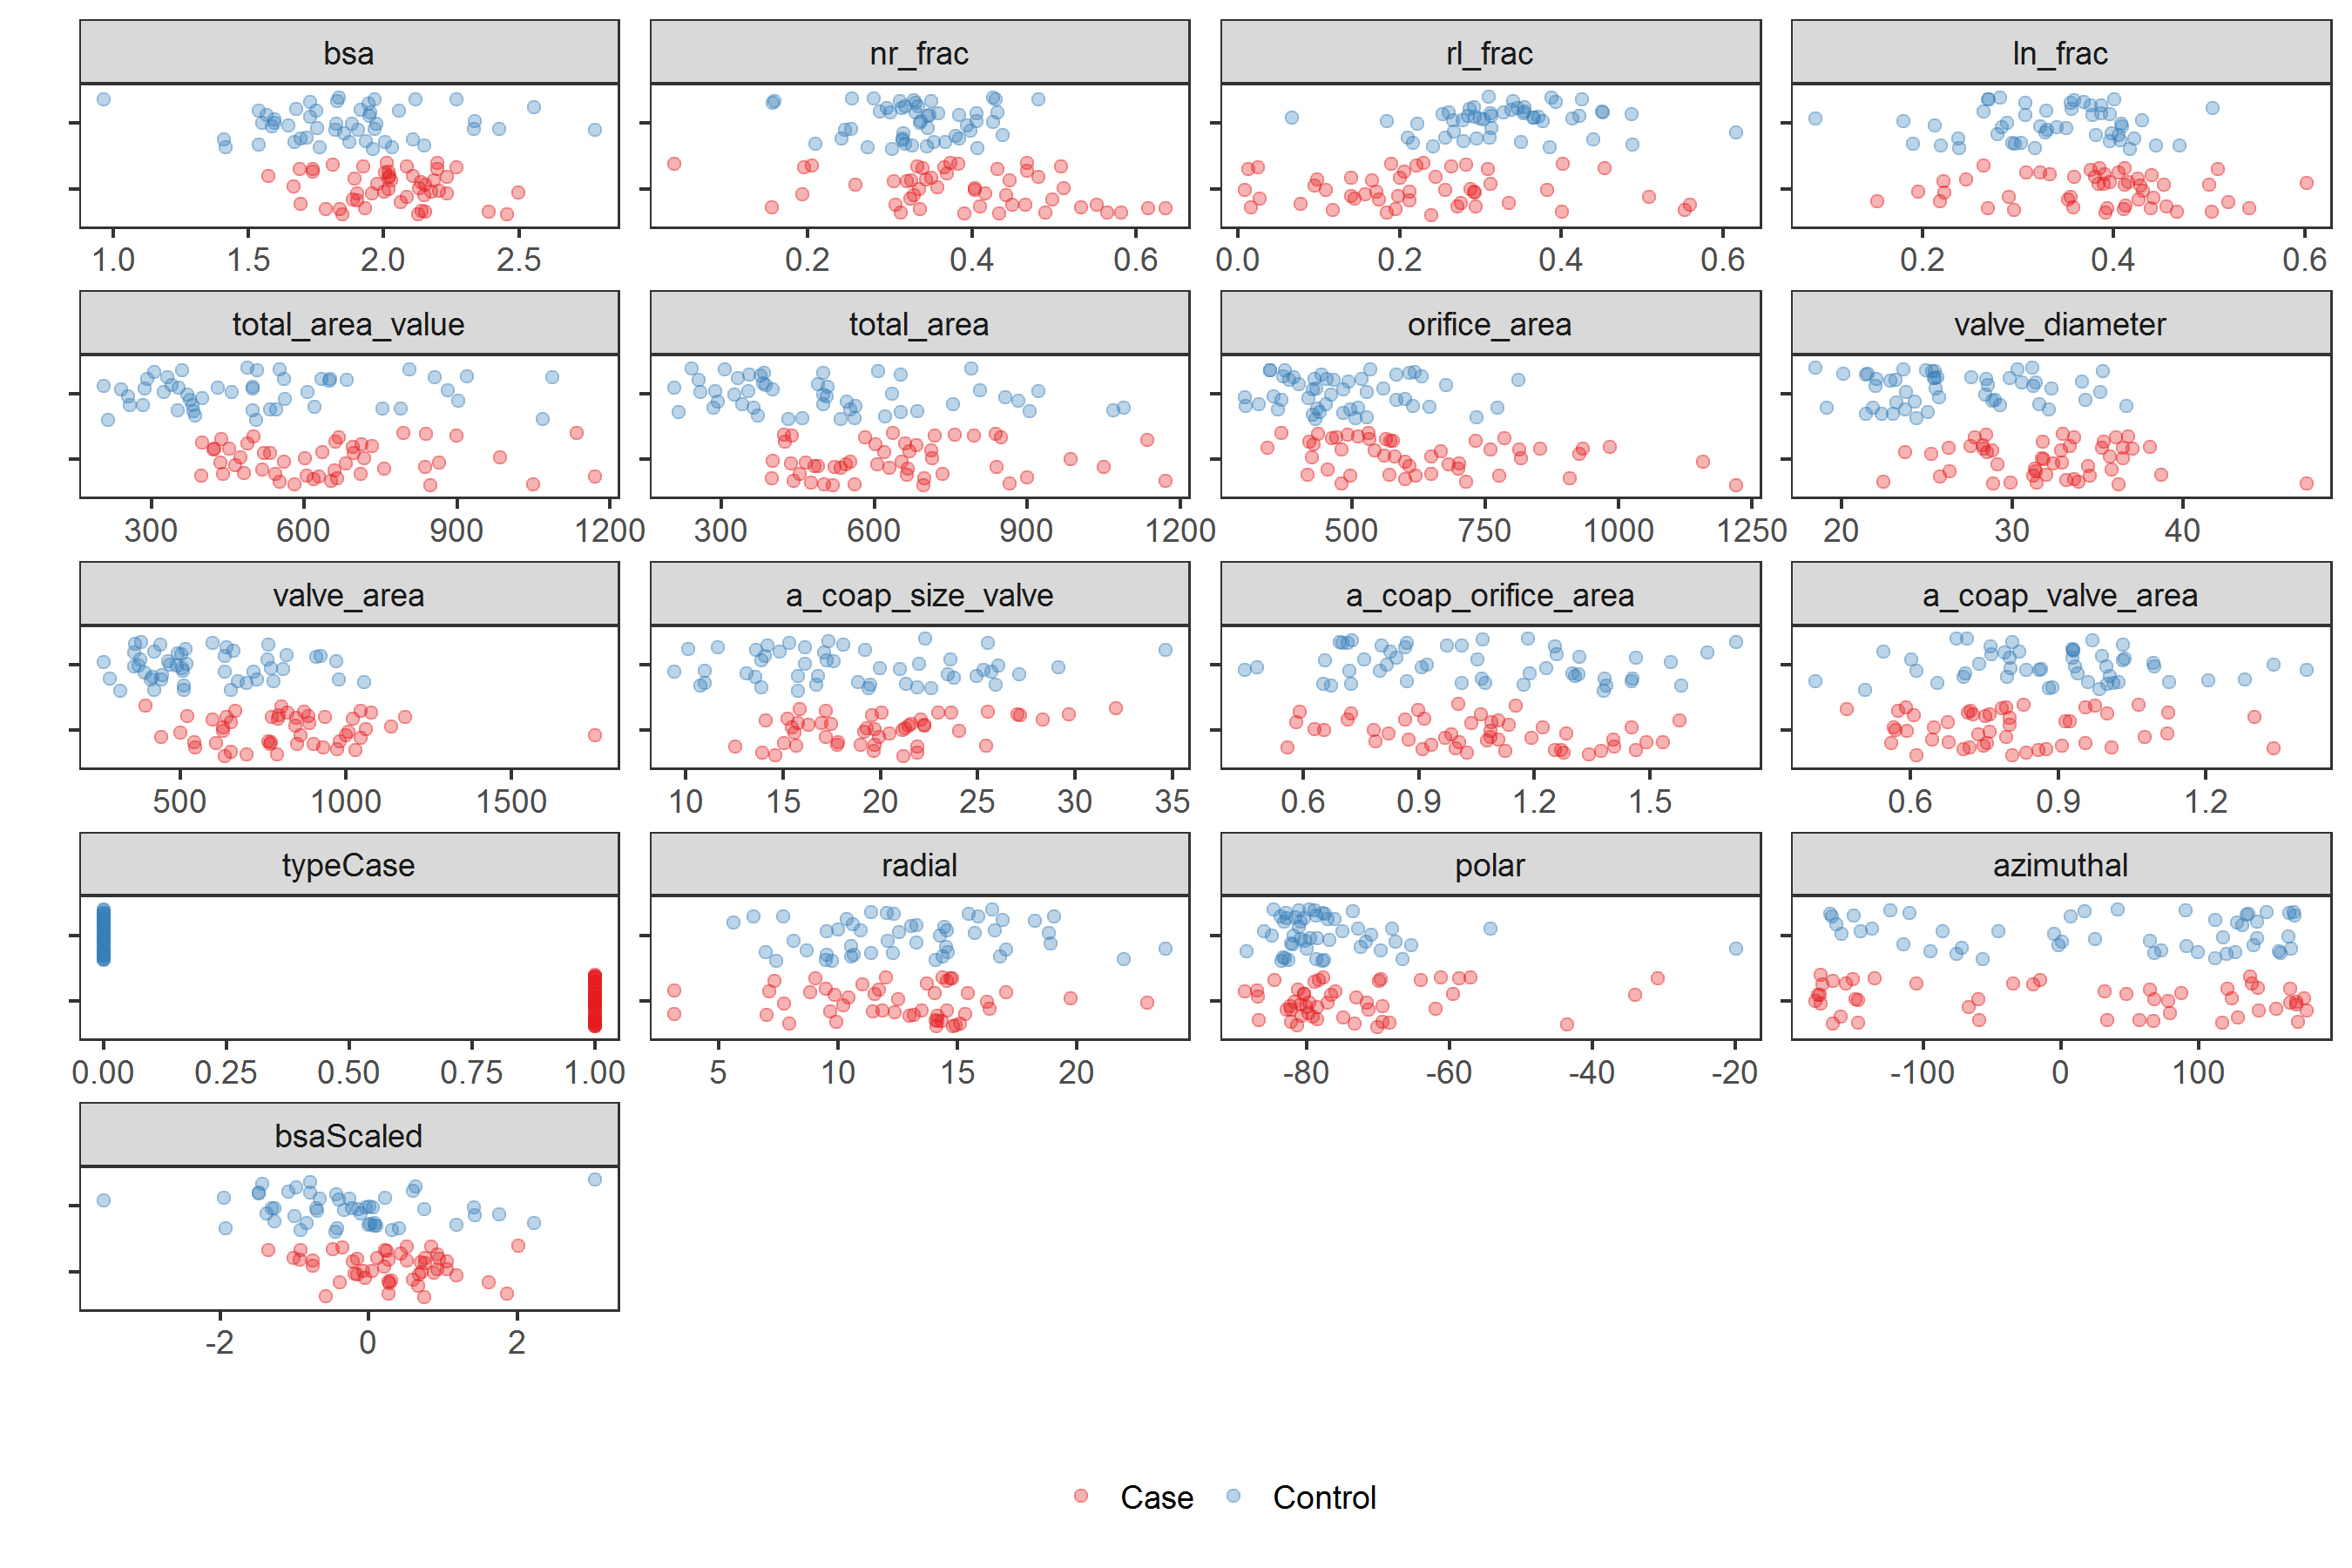 bsa nr_frac rl_frac ln_frac
1.0 1.5 2.0 2.5 0.2 0.4 0.6 0.0 0.2 0.4 0.6 0.2 0.4 0.6
total_area_value total_area orifice_area valve_diameter
300 600 900 1200 300 600 900 1200 500 750 1000 1250 20 30 40
valve_area a_coap_size_valve a_coap_orifice_area a_coap_valve_area
500 1000 1500 10 15 20 25 30 35 0.6 0.9 1.2 1.5 0.6 0.9 1.2
typeCase radial polar azimuthal
0.00 0.25 0.50 0.75 1.00 5 10 15 20 -80 -60 -40 -20 -100 0 100
bsaScaled
-2 0 2
Case Control